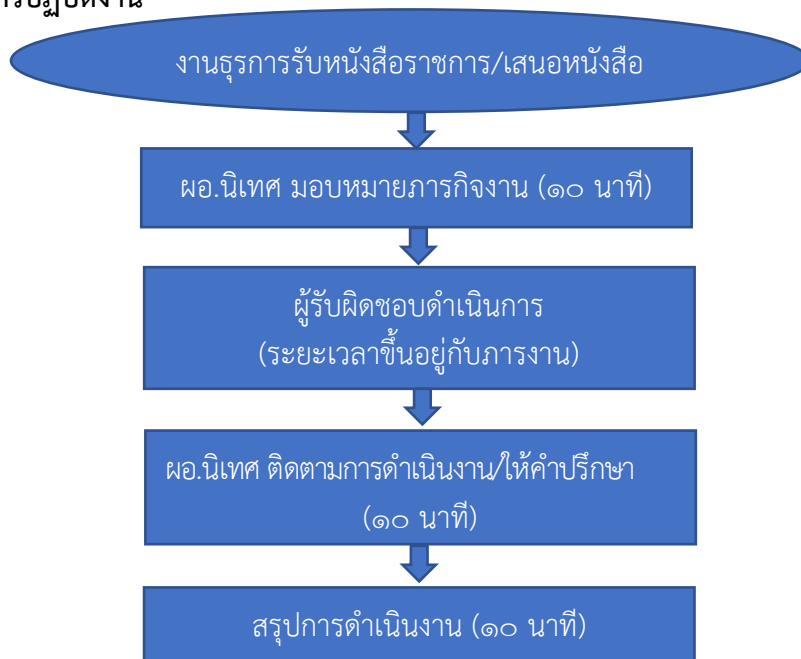 งานธุรการรับหนังสือราชการ/เสนอหนังสือ
ผอ.นิเทศ มอบหมายภารกิจงาน (๑๐ นาที)
ผู้รับผิดชอบดำเนินการ
(ระยะเวลาขึ้นอยู่กับภารงาน)
ผอ.นิเทศ ติดตามการดำเนินงาน/ให้คำปรึกษา
(๑๐ นาที)
สรุปการดำเนินงาน (๑๐ นาที)